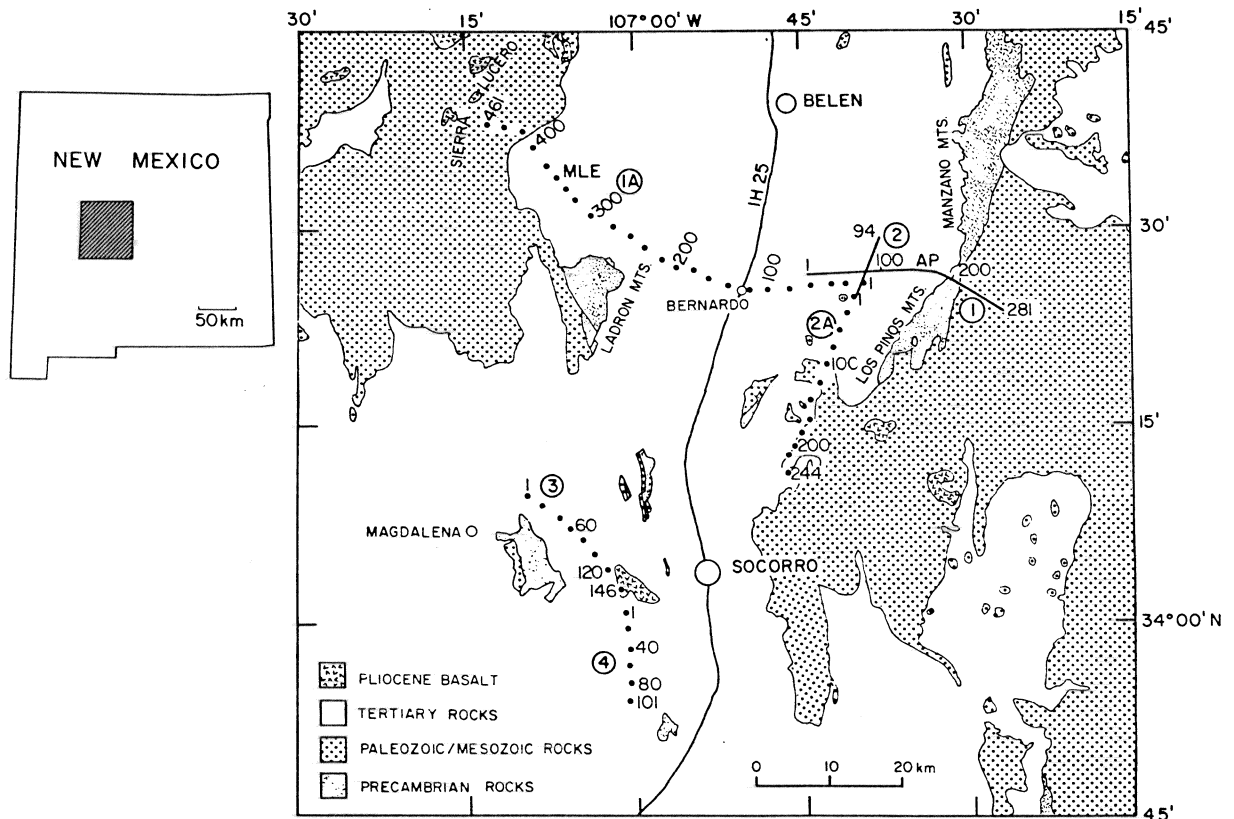 30' 15' 107° 00' W 45' 30' 15'
45'
NEW MEXICO
50km
SIERRA LUCERO
461
400
MLE
1A
300
200
100
IH 25
BELEN
MANZANO MTS.
30'
94
2
1 100 AP 200
281
1
1
1
BERNARDO
LADRON MTS.
2A
LOS PINOS MTS.
10C
15'
200
244
1 3
60
MAGDALENA
120
146
SOCORRO
1
34° 00' N
40
4
80
101
PLIOCENE BASALT
TERTIARY ROCKS
PALEOZOIC/MESOZOIC ROCKS
PRECAMBRIAN ROCKS
0 10 20 km
45'